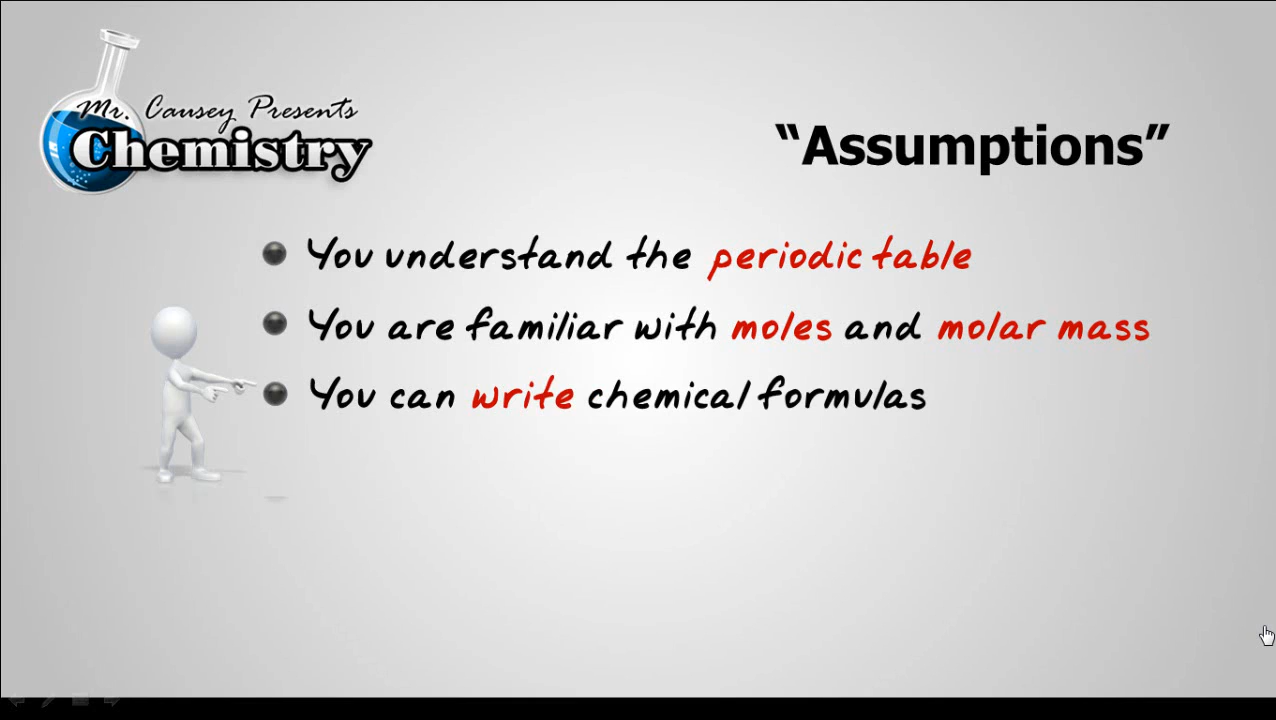 Mr. Causey Presents
Chemistry
“Assumptions”
You understand the periodic table
You are familiar with moles and molar mass
You can write chemical formulas